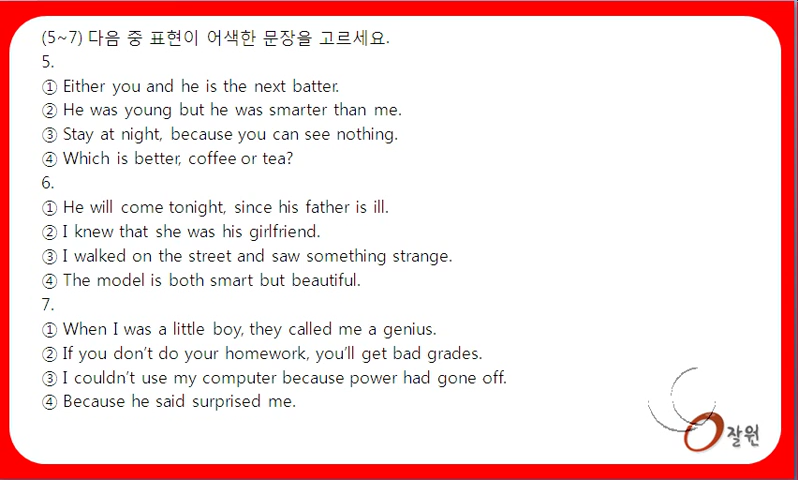 (5~7) 다음 중 표현이 어색한 문장을 고르세요.
5.
① Either you and he is the next batter.
② He was young but he was smarter than me.
③ Stay at night, because you can see nothing.
④ Which is better, coffee or tea?
6.
① He will come tonight, since his father is ill.
② I knew that she was his girlfriend.
③ I walked on the street and saw something strange.
④ The model is both smart but beautiful.
7.
① When I was a little boy, they called me a genius.
② If you don’t do your homework, you’ll get bad grades.
③ I couldn’t use my computer because power had gone off.
④ Because he said surprised me.
잘원